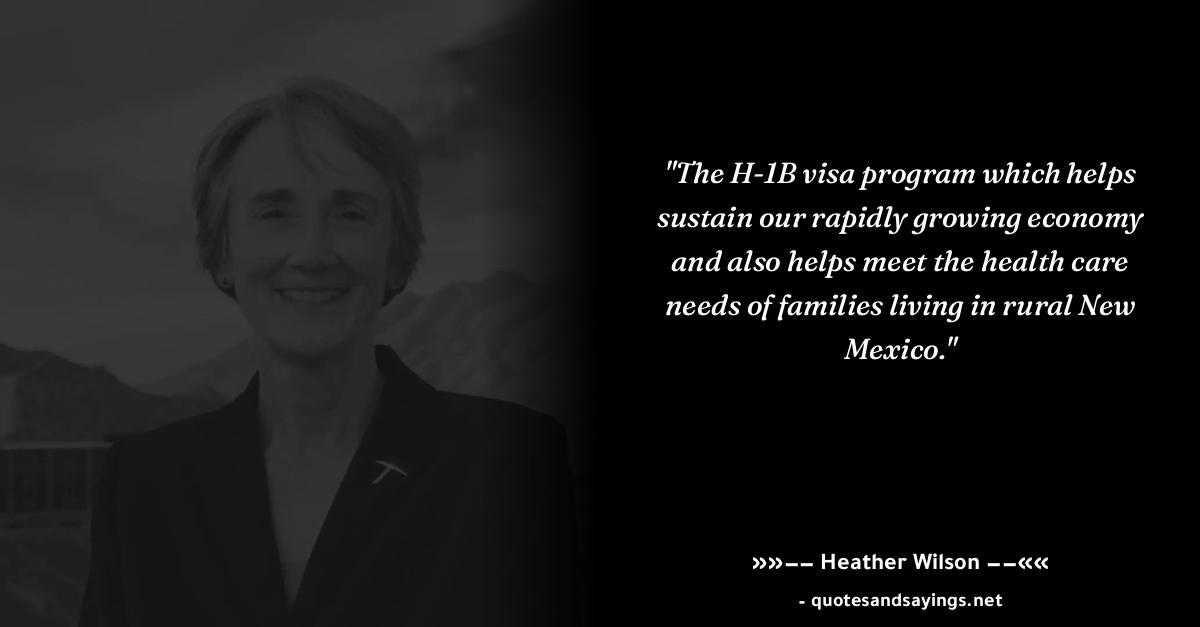 "The H-1B visa program which helps
sustain our rapidly growing economy
and also helps meet the health care
needs of families living in rural New
Mexico."
»»−− Heather Wilson −−««
- quotesandsayings.net